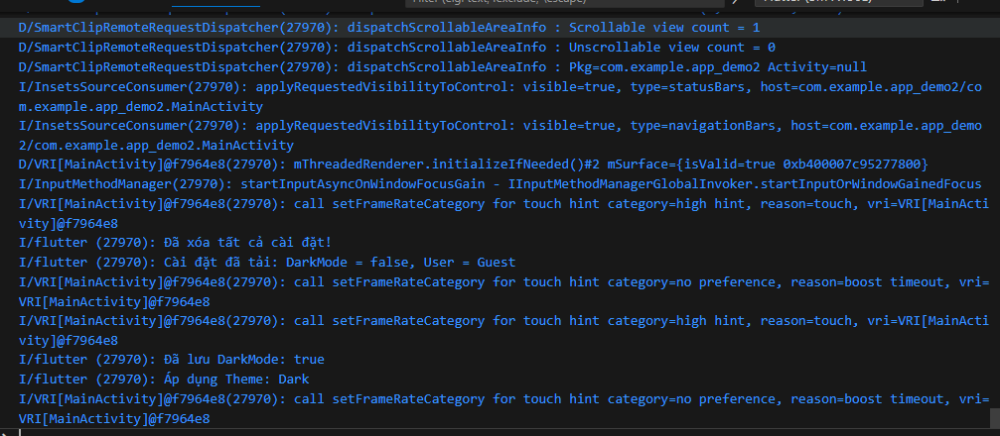 D/SmartClipRemoteRequestDispatcher(27970): dispatchScrollableAreaInfo : Scrollable view count = 1
D/SmartClipRemoteRequestDispatcher(27970): dispatchScrollableAreaInfo : Unscrollable view count = 0
D/SmartClipRemoteRequestDispatcher(27970): dispatchScrollableAreaInfo : Pkg=com.example.app_demo2 Activity=null
I/InsetsSourceConsumer(27970): applyRequestedVisibilityToControl: visible=true, type=statusBars, host=com.example.app_demo2/co
m.example.app_demo2.MainActivity
I/InsetsSourceConsumer(27970): applyRequestedVisibilityToControl: visible=true, type=navigationBars, host=com.example.app_demo
2/com.example.app_demo2.MainActivity
D/VRI[MainActivity]@f7964e8(27970): mThreadedRenderer.initializeIfNeeded()#2 mSurface={isValid=true 0xb400007c95277800}
I/InputMethodManager(27970): startInputAsyncOnWindowFocusGain - IInputMethodManagerGlobalInvoker.startInputOrWindowGainedFocus
I/VRI[MainActivity]@f7964e8(27970): call setFrameRateCategory for touch hint category=high hint, reason=touch, vri=VRI[MainActi
vity]@f7964e8
I/flutter (27970): Đã xóa tất cả cài đặt!
I/flutter (27970): Cài đặt đã tải: DarkMode = false, User = Guest
I/VRI[MainActivity]@f7964e8(27970): call setFrameRateCategory for touch hint category=no preference, reason=boost timeout, vri=
VRI[MainActivity]@f7964e8
I/VRI[MainActivity]@f7964e8(27970): call setFrameRateCategory for touch hint category=high hint, reason=touch, vri=VRI[MainActi
vity]@f7964e8
I/flutter (27970): Đã lưu DarkMode: true
I/flutter (27970): Áp dụng Theme: Dark
I/VRI[MainActivity]@f7964e8(27970): call setFrameRateCategory for touch hint category=no preference, reason=boost timeout, vri=
VRI[MainActivity]@f7964e8